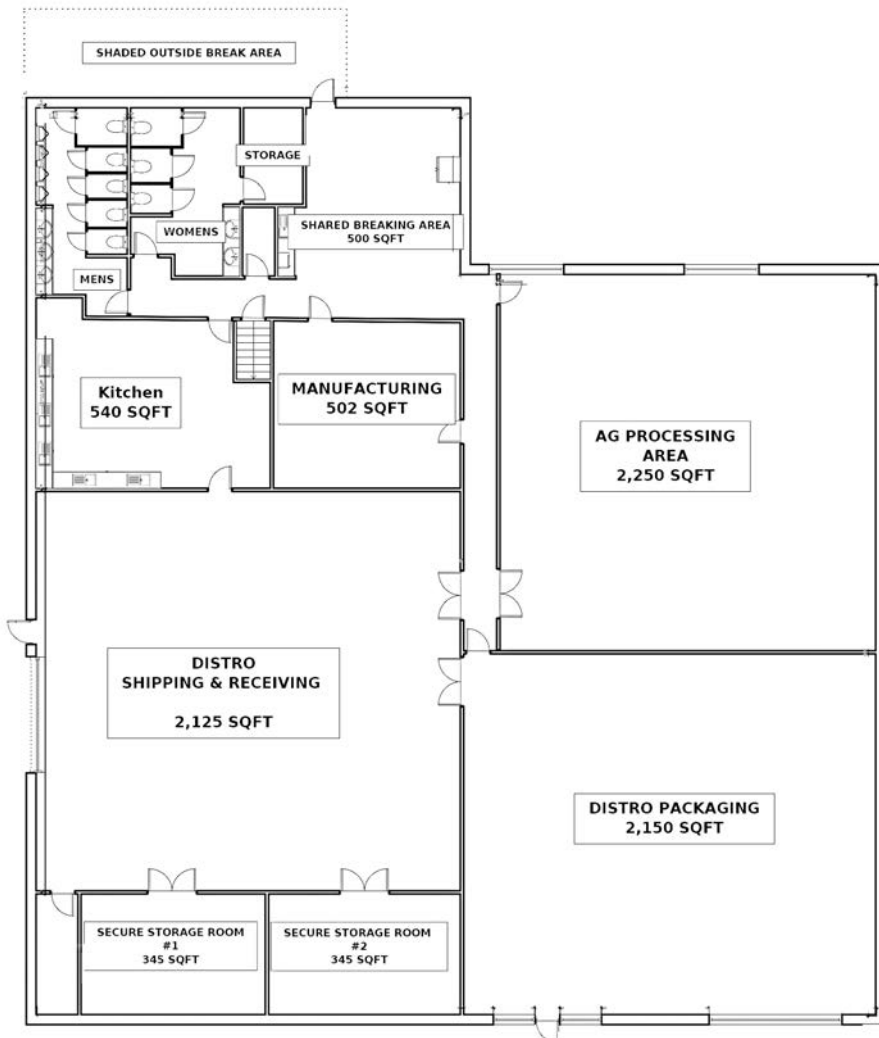 SHADED OUTSIDE BREAK AREA
STORAGE
WOMENS
SHARED BREAKING AREA
500 SQFT
MENS
Kitchen
540 SQFT
MANUFACTURING
502 SQFT
AG PROCESSING
AREA
2,250 SQFT
DISTRO
SHIPPING & RECEIVING
2,125 SQFT
DISTRO PACKAGING
2,150 SQFT
SECURE STORAGE ROOM
#1
345 SQFT
SECURE STORAGE ROOM
#2
345 SQFT